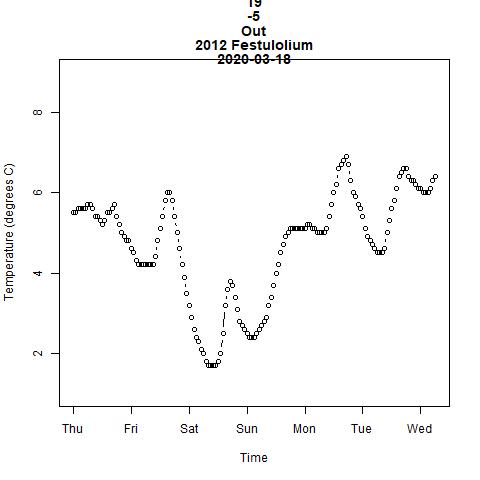 19
-5
Out
2012 Festulolium
2020-03-18
Temperature (degrees C)
8
6
4
2
Thu Fri Sat Sun Mon Tue Wed
Time